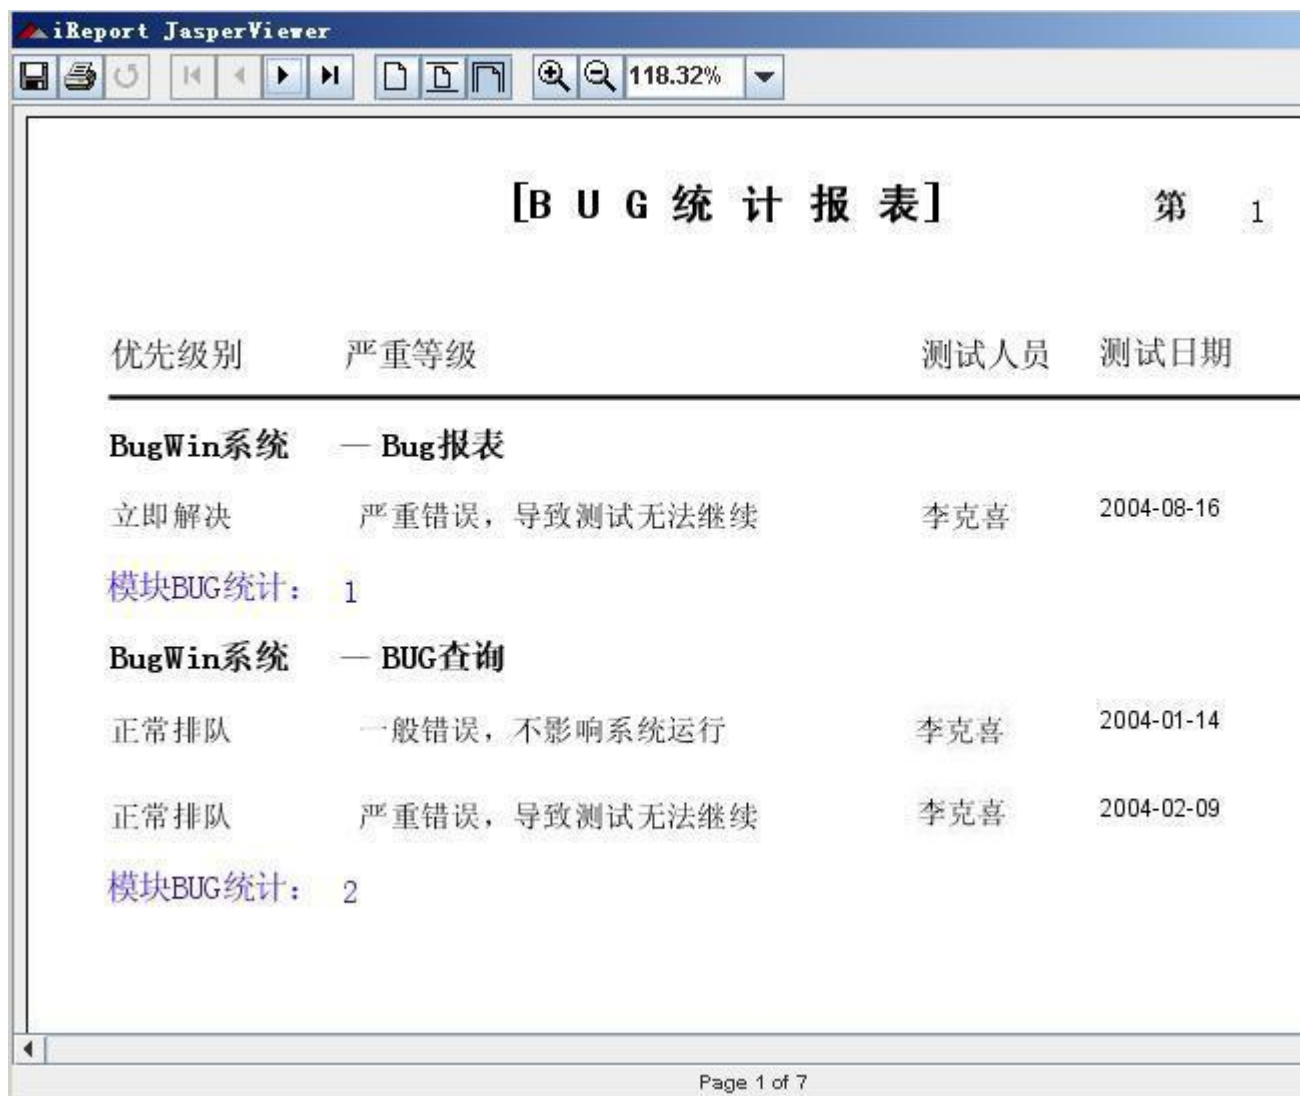 iReport JasperViewer
118.32%
[B U G 统 计 报 表] 第 1
优先级别 严重等级 测试人员 测试日期
BugWin系统 — Bug报表
立即解决 严重错误，导致测试无法继续 李克喜 2004-08-16
模块BUG统计： 1
BugWin系统 — BUG查询
正常排队 一般错误，不影响系统运行 李克喜 2004-01-14
正常排队 严重错误，导致测试无法继续 李克喜 2004-02-09
模块BUG统计： 2
Page 1 of 7